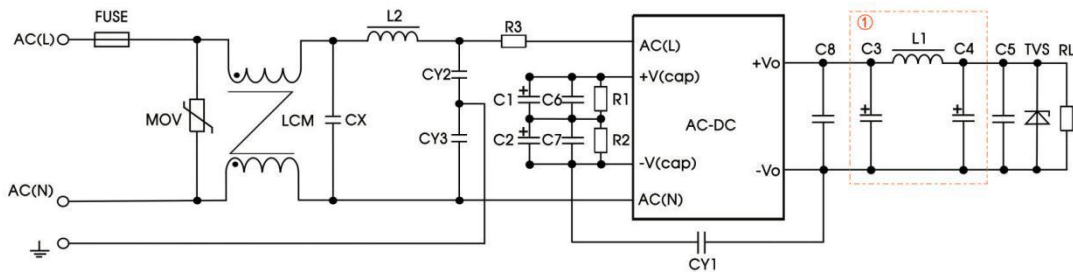 FUSE
AC(L)
MOV
LCM
CX
L2
CY2
CY3
R3
AC(N)
AC(L)
+V(cap)
C1
C6
R1
C2
C7
R2
-V(cap)
AC(N)
AC-DC
+Vo
-Vo
CY1
C8
①
C3
L1
C4
C5
TVS
RL